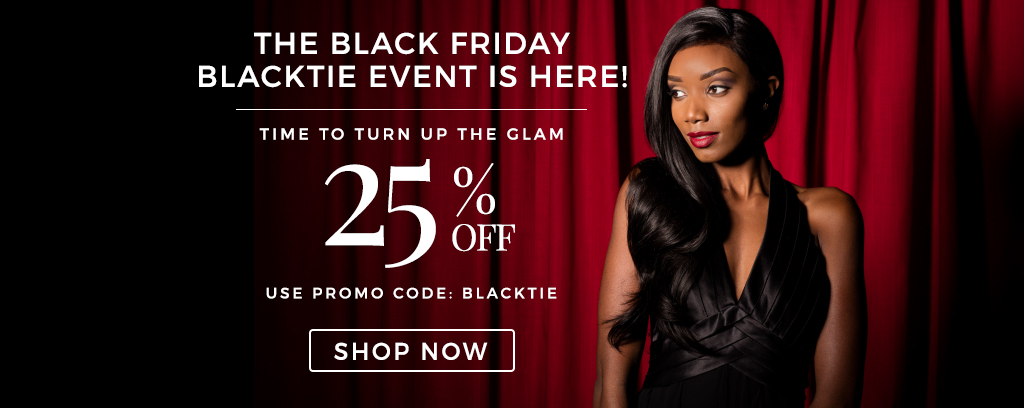 THE BLACK FRIDAY
BLACKTIE EVENT IS HERE!
TIME TO TURN UP THE GLAM
25% OFF
USE PROMO CODE: BLACKTIE
SHOP NOW